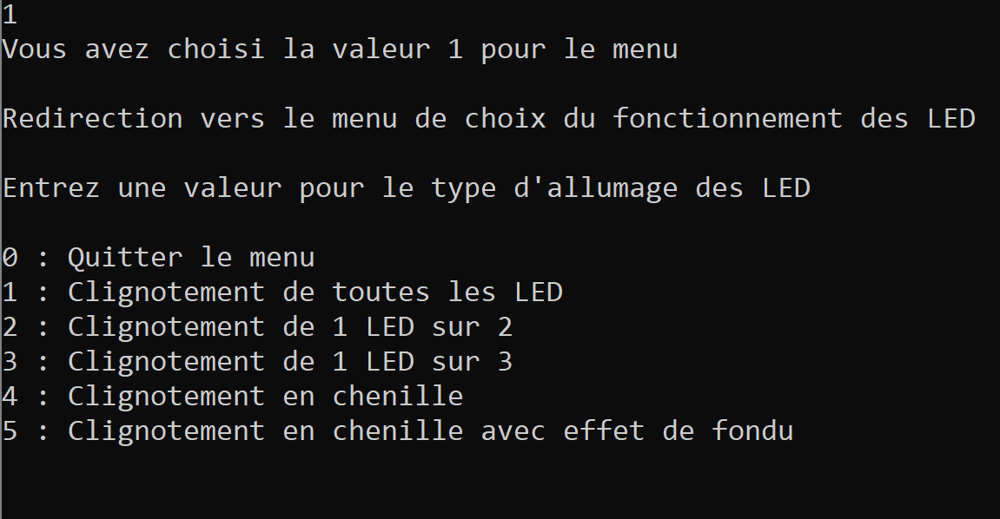 1
Vous avez choisi la valeur 1 pour le menu
Redirection vers le menu de choix du fonctionnement des LED
Entrez une valeur pour le type d'allumage des LED
0 : Quitter le menu
1 : Clignotement de toutes les LED
2 : Clignotement de 1 LED sur 2
3 : Clignotement de 1 LED sur 3
4 : Clignotement en chenille
5 : Clignotement en chenille avec effet de fondu